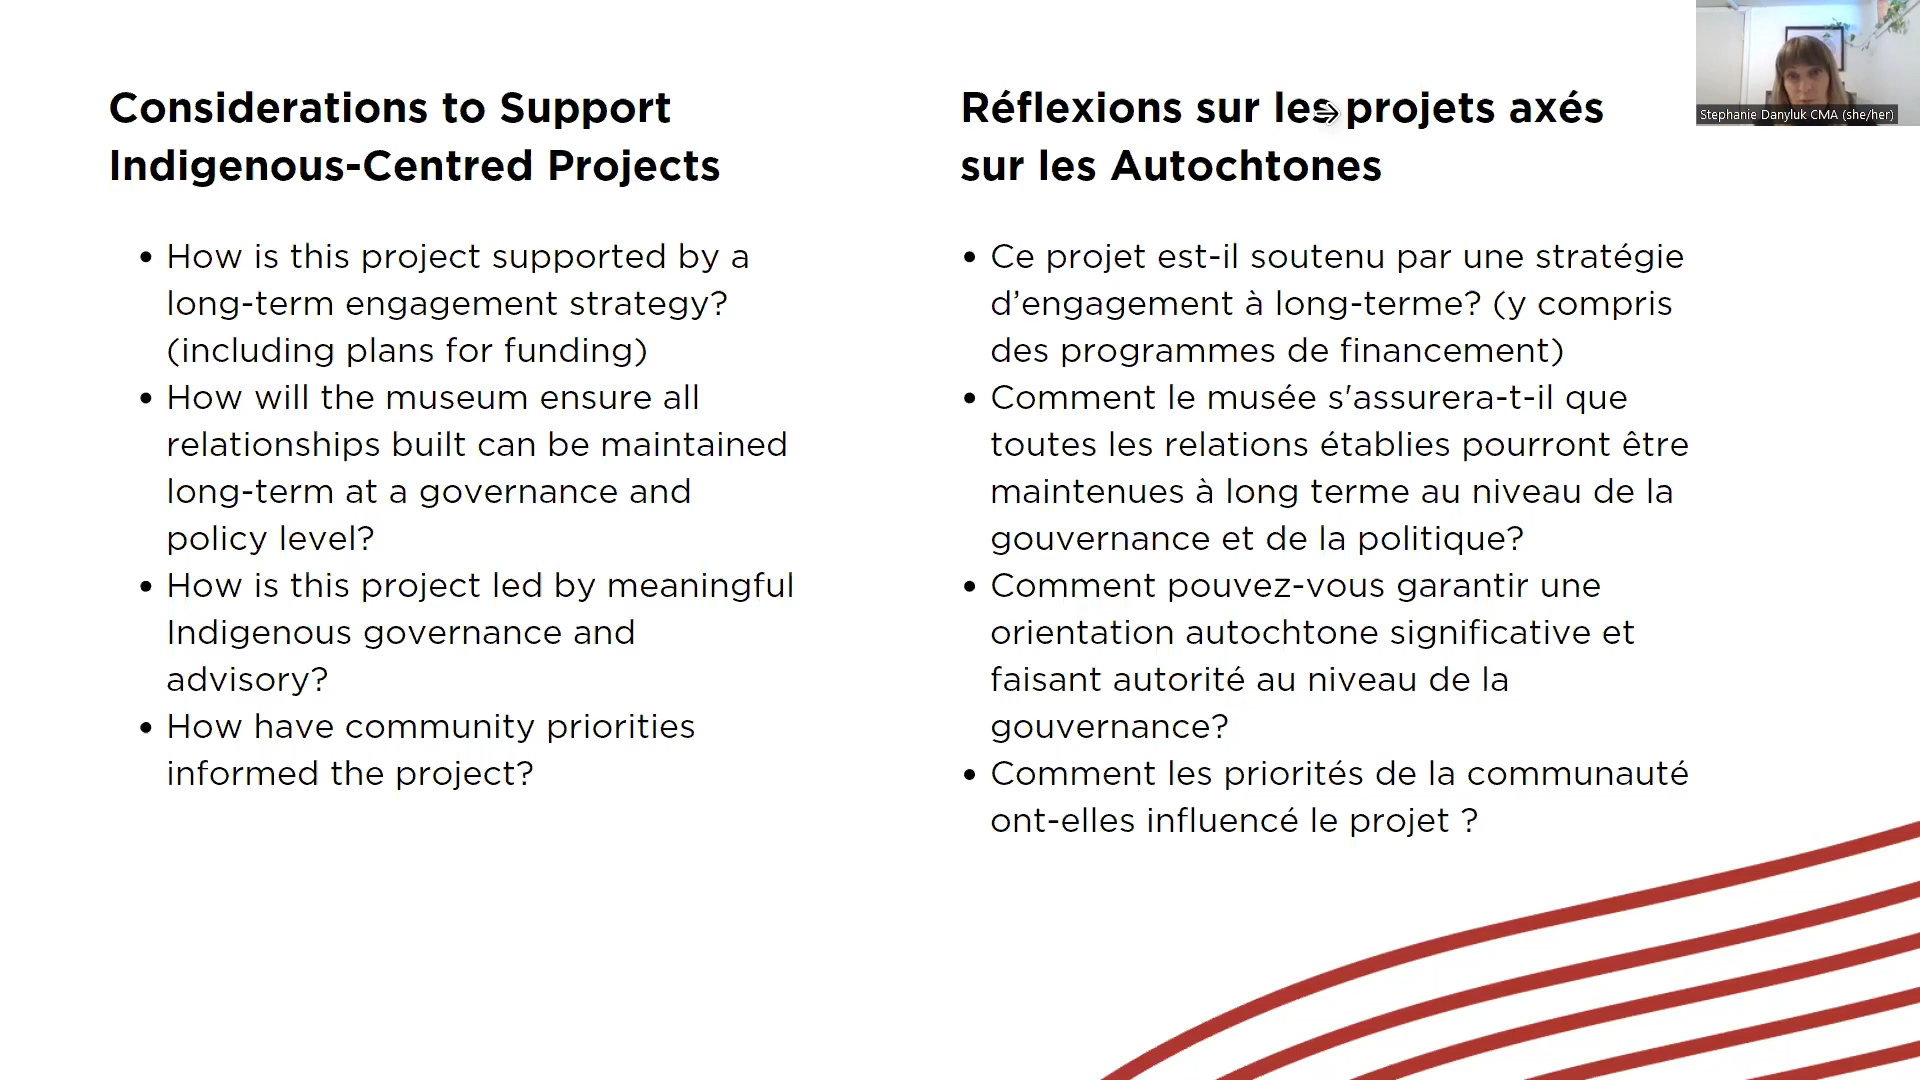 Considerations to Support
Indigenous-Centred Projects
• How is this project supported by a
long-term engagement strategy?
(including plans for funding)
• How will the museum ensure all
relationships built can be maintained
long-term at a governance and
policy level?
• How is this project led by meaningful
Indigenous governance and
advisory?
• How have community priorities
informed the project?
Réflexions sur les projets axés
sur les Autochtones
• Ce projet est-il soutenu par une stratégie
d’engagement à long-terme? (y compris
des programmes de financement)
• Comment le musée s'assurera-t-il que
toutes les relations établies pourront être
maintenues à long terme au niveau de la
gouvernance et de la politique?
• Comment pouvez-vous garantir une
orientation autochtone significative et
faisant autorité au niveau de la
gouvernance?
• Comment les priorités de la communauté
ont-elles influencé le projet ?
Stephanie Danyluk CMA (she/her)